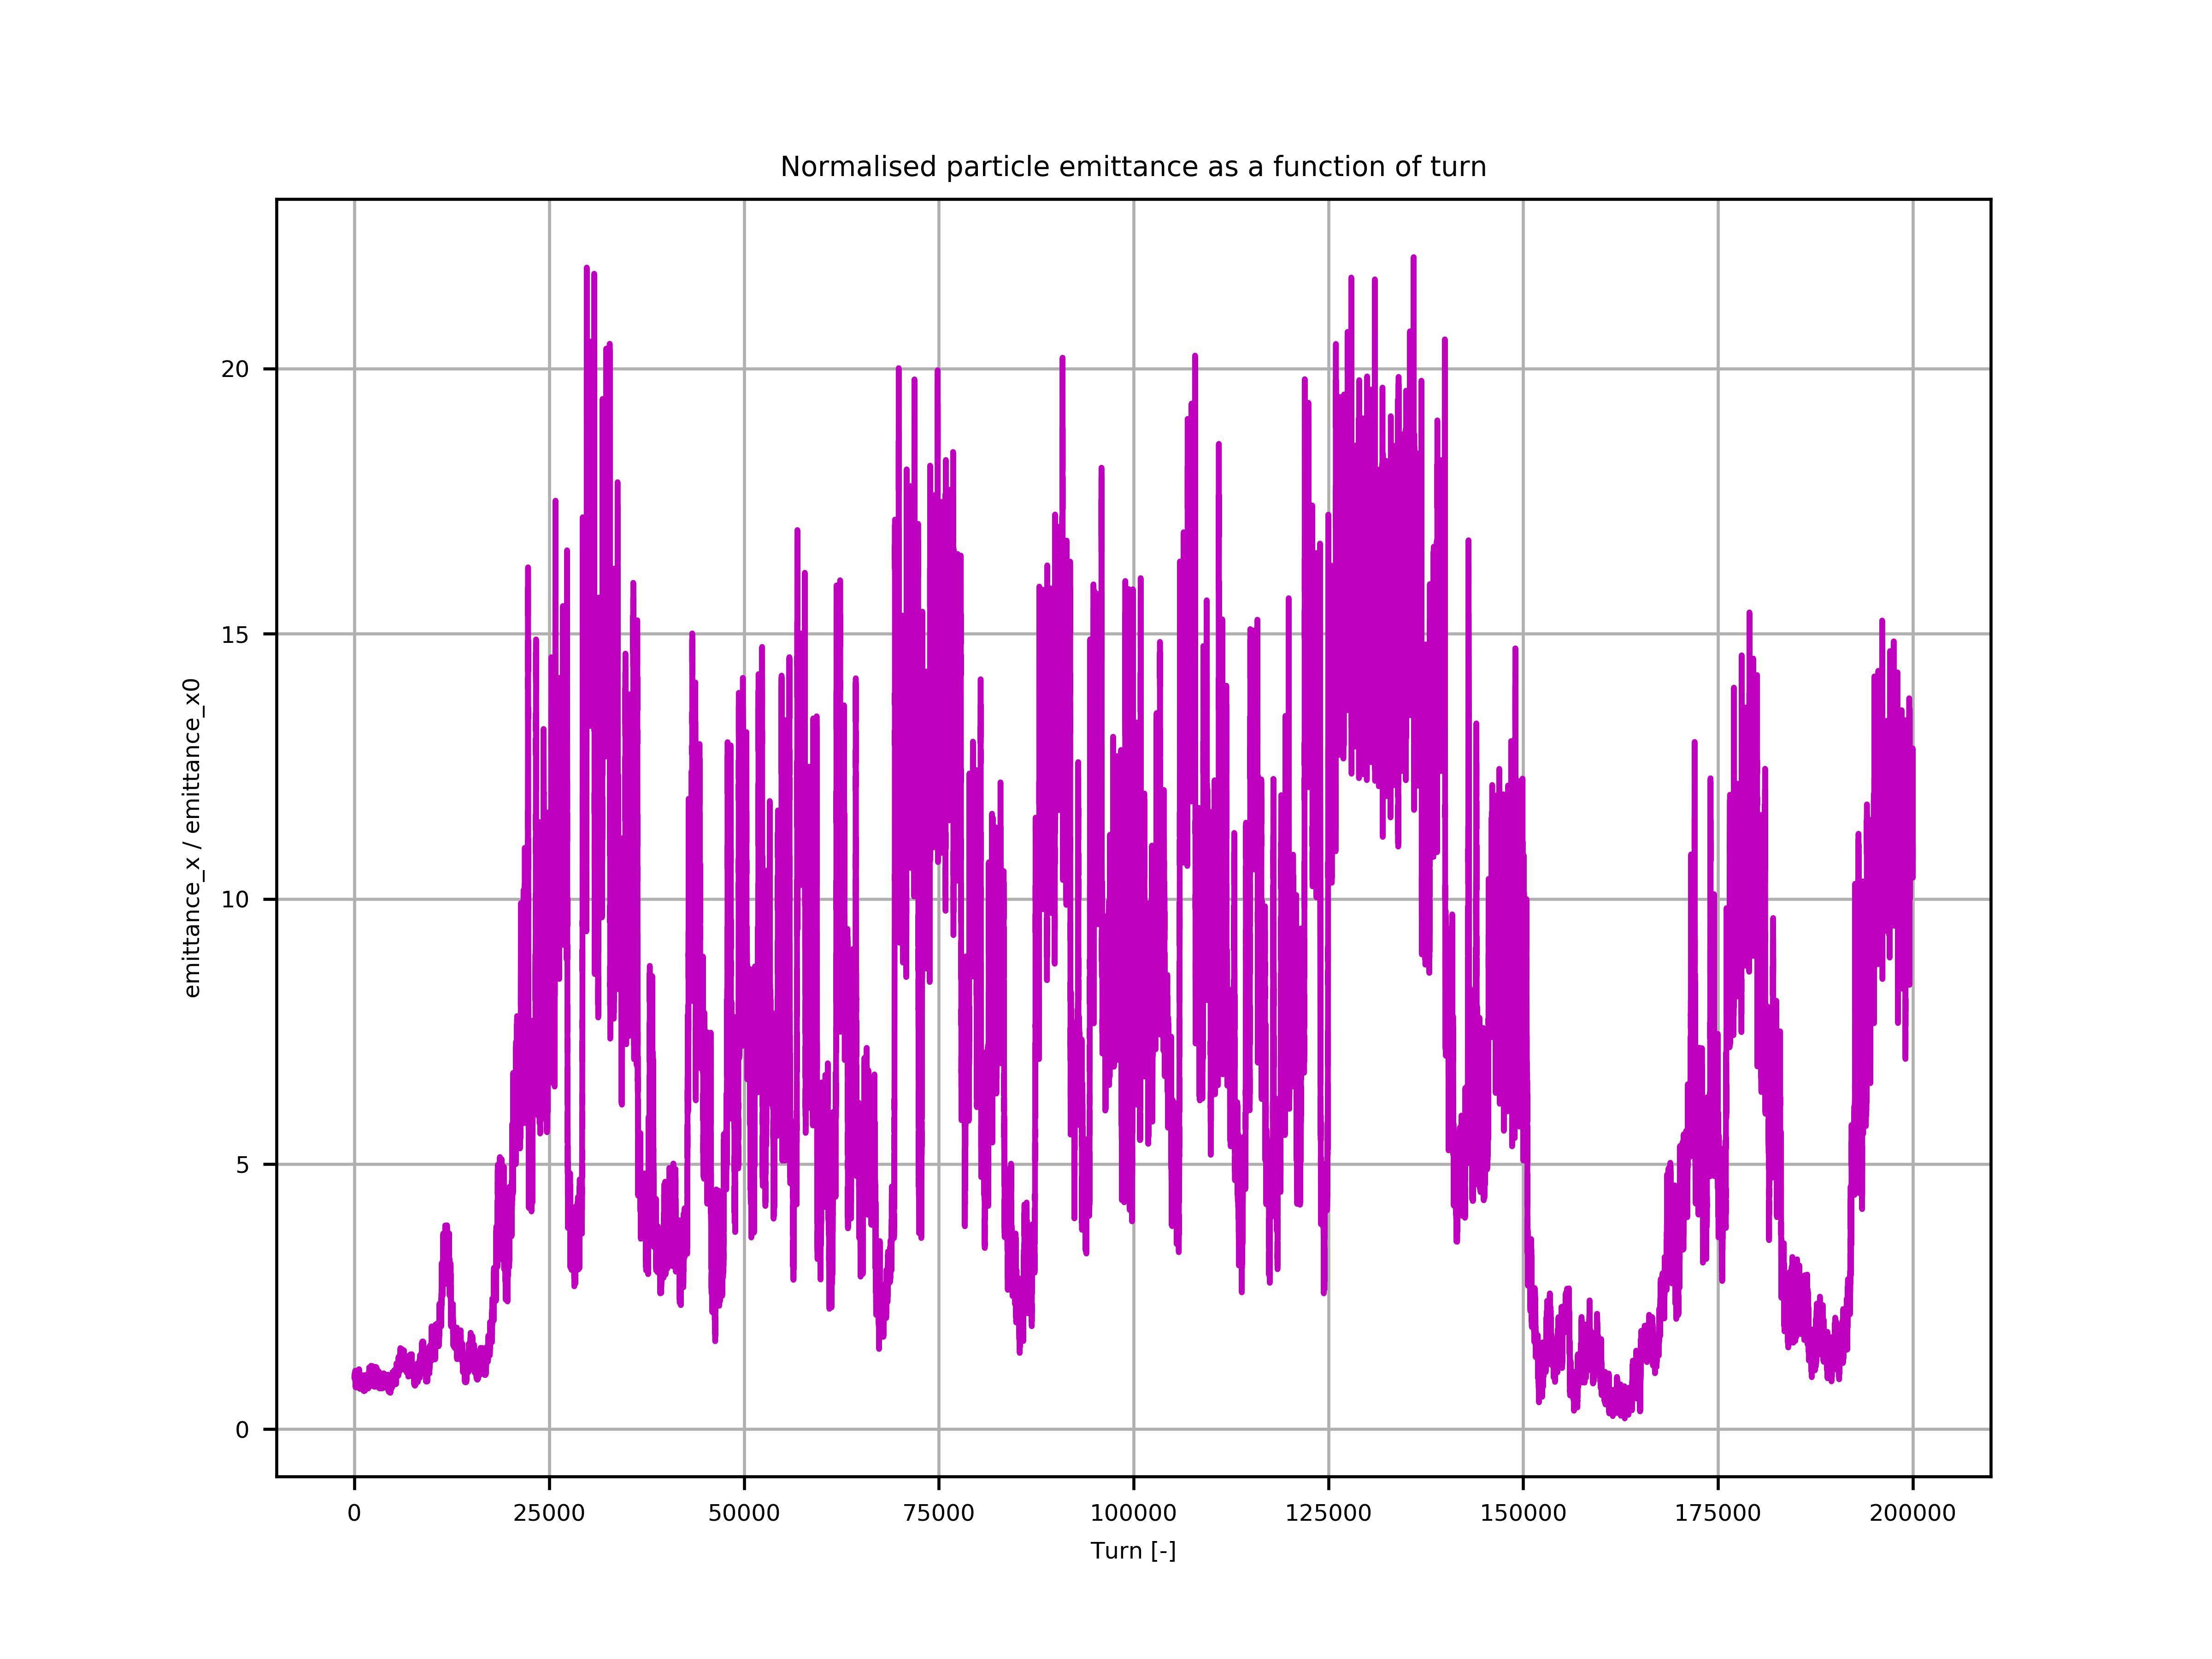 Normalised particle emittance as a function of turn
emittance_x / emittance_x0
20
15
10
5
0
0 25000 50000 75000 100000 125000 150000 175000 200000
Turn [-]